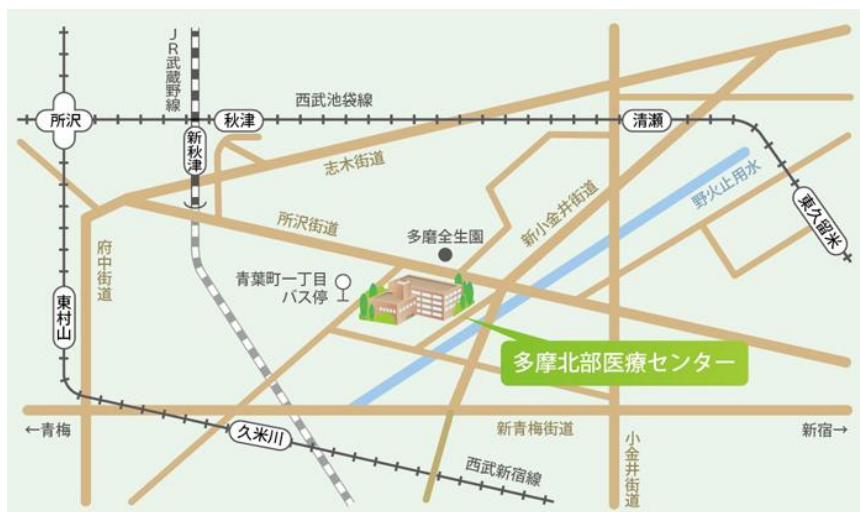 JR武蔵野線
西武池袋線
所沢
秋津
清瀬
新秋津
志木街道
野火止用水
新小金井街道
東久留米
所沢街道
多磨全生園
府中街道
青葉町一丁目
バス停
東村山
多摩北部医療センター
←青梅
久米川
新青梅街道
新宿→
小金井街道
西武新宿線